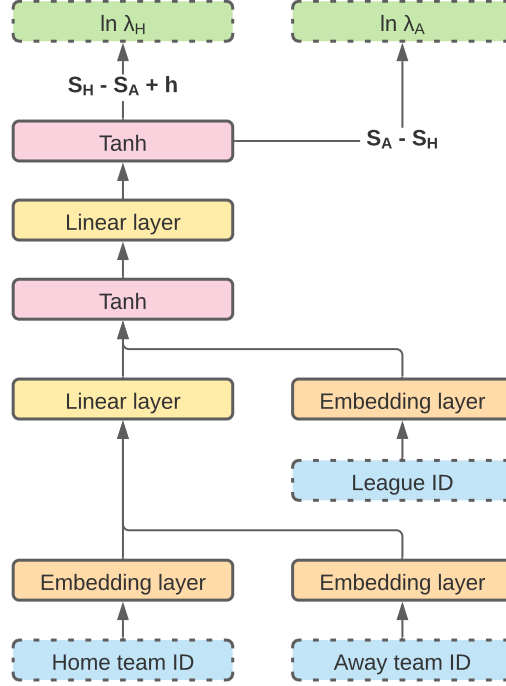 ln λH
ln λA
SH - SA + h
Tanh
SA - SH
Linear layer
Tanh
Linear layer
Embedding layer
League ID
Embedding layer
Embedding layer
Home team ID
Away team ID